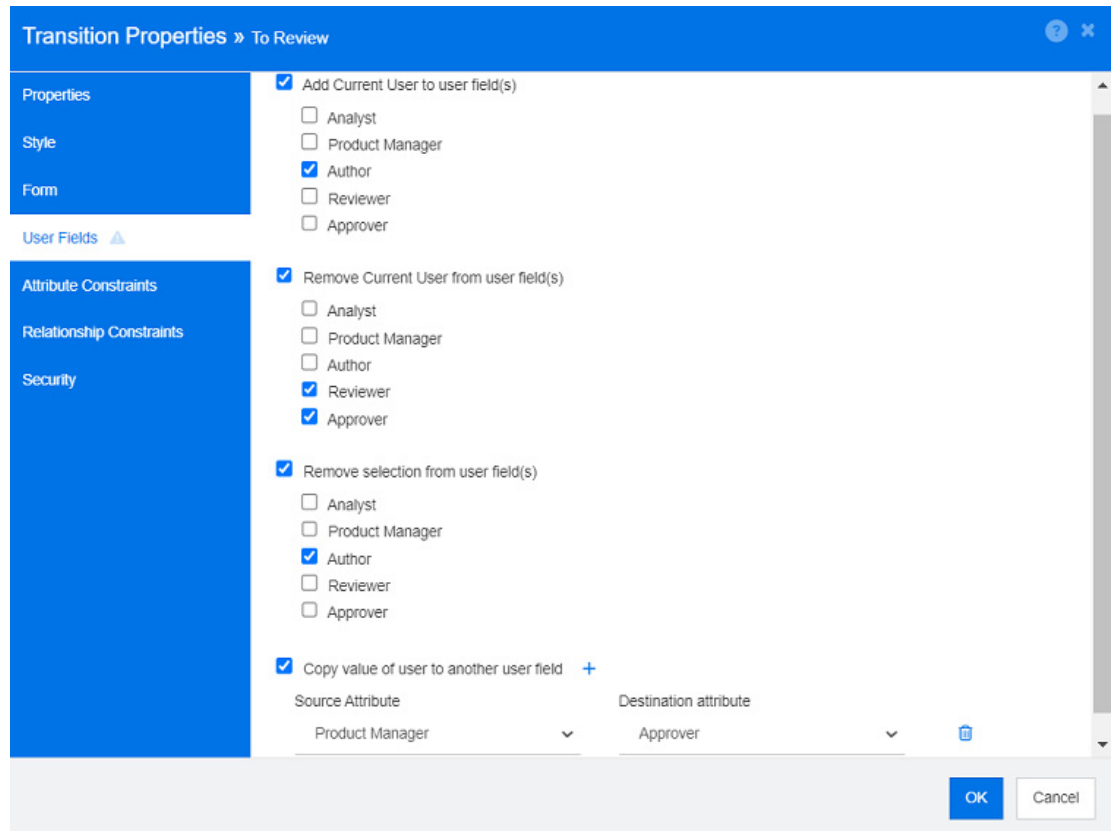 Transition Properties » To Review
?
Properties
Style
Form
User Fields
Attribute Constraints
Relationship Constraints
Security
Add Current User to user field(s)
Analyst
Product Manager
Author
Reviewer
Approver
Remove Current User from user field(s)
Analyst
Product Manager
Author
Reviewer
Approver
Remove selection from user field(s)
Analyst
Product Manager
Author
Reviewer
Approver
Copy value of user to another user field +
Source Attribute Destination attribute
Product Manager Approver
OK Cancel